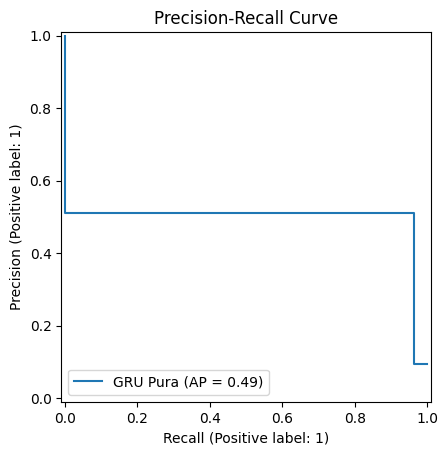 Precision-Recall Curve
1.0
0.8
0.6
0.4
0.2
0.0
Precision (Positive label: 1)
GRU Pura (AP = 0.49)
0.0 0.2 0.4 0.6 0.8 1.0
Recall (Positive label: 1)